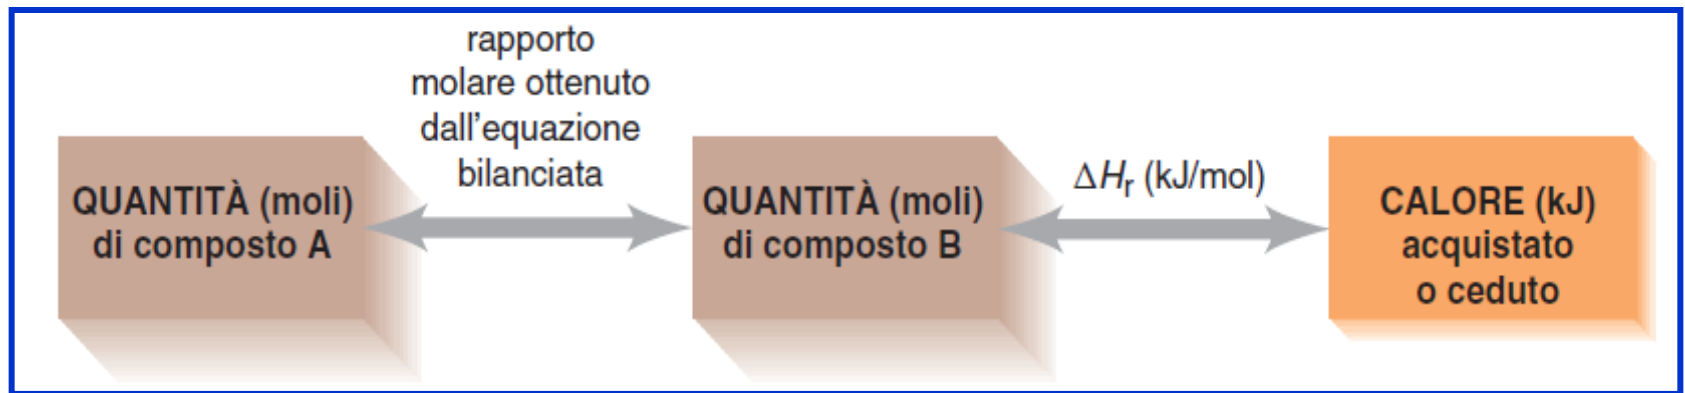 rapporto
molare ottenuto
dall'equazione
bilanciata
QUANTITÀ (moli)
di composto A
QUANTITÀ (moli)
di composto B
ΔHr (kJ/mol)
CALORE (kJ)
acquistato
o ceduto